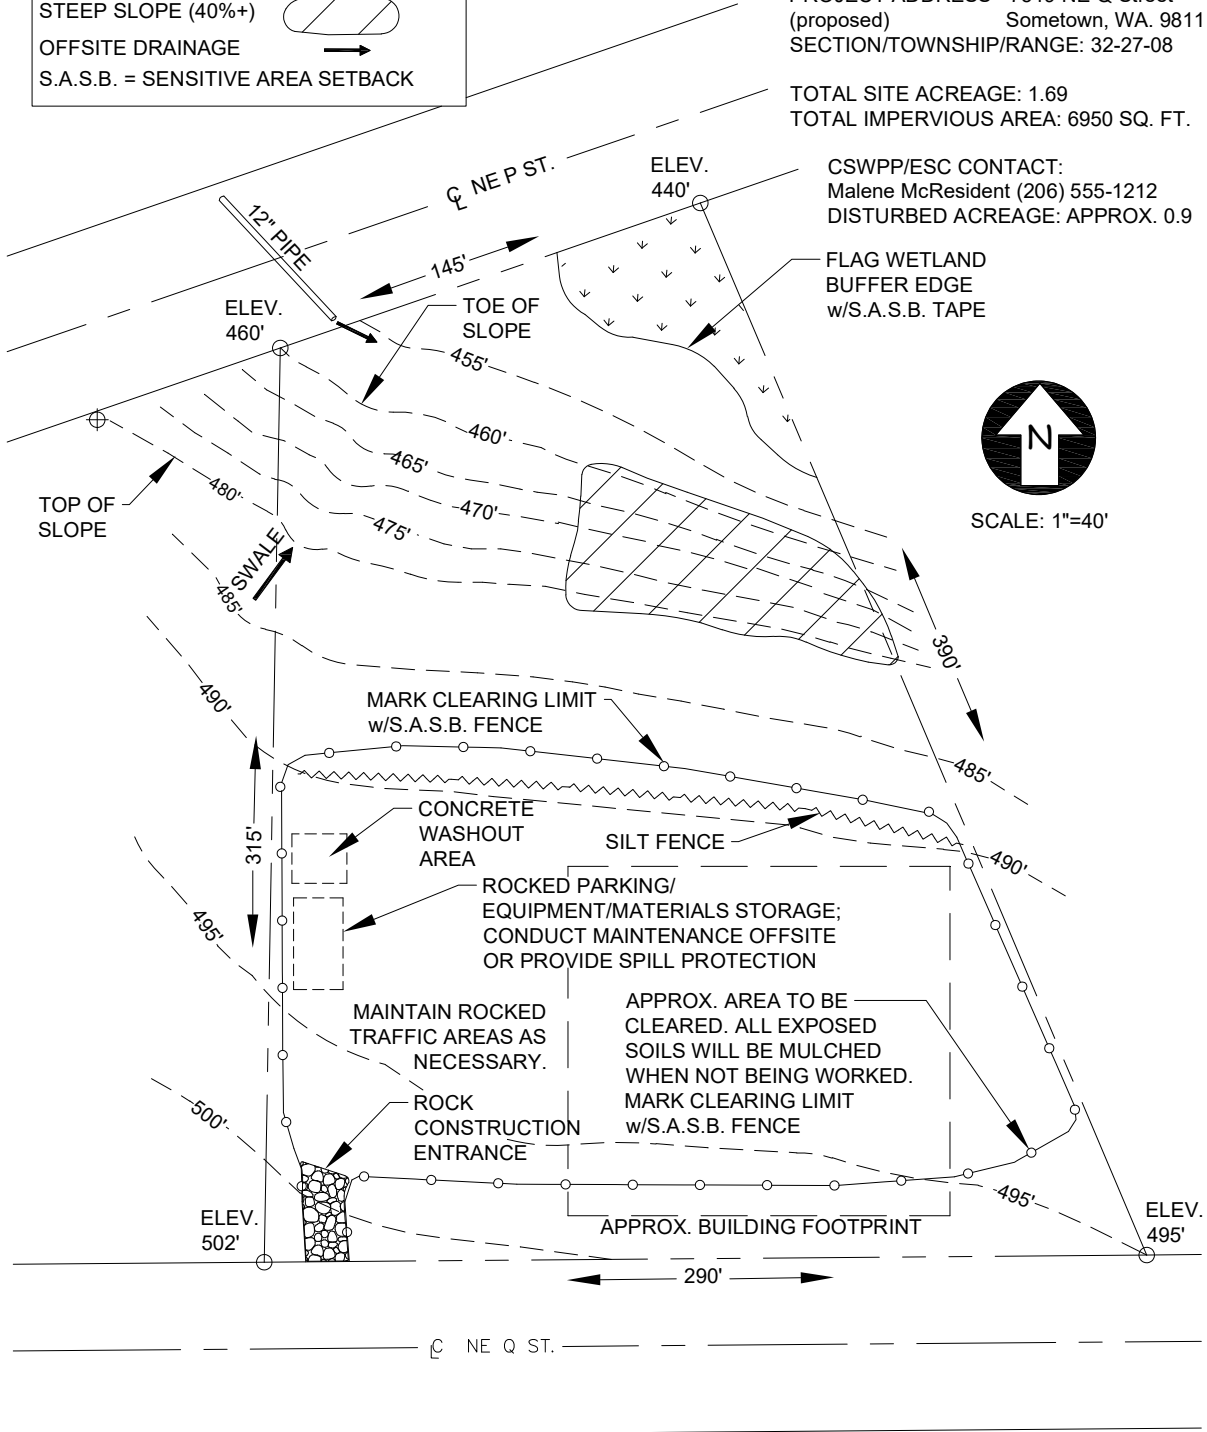 STEEP SLOPE (40%+)
OFFSITE DRAINAGE
S.A.S.B. = SENSITIVE AREA SETBACK
(proposed)
Sometown, WA. 9811
SECTION/TOWNSHIP/RANGE: 32-27-08
TOTAL SITE ACREAGE: 1.69
TOTAL IMPERVIOUS AREA: 6950 SQ. FT.
CSWPP/ESC CONTACT:
Malene McResident (206) 555-1212
DISTURBED ACREAGE: APPROX. 0.9
ELEV.
440'
℄ NE P ST.
12" PIPE
145'
FLAG WETLAND
BUFFER EDGE
w/S.A.S.B. TAPE
ELEV.
460'
TOE OF
SLOPE
455'
460'
465'
470'
475'
480'
485'
N
SCALE: 1"=40'
TOP OF
SLOPE
SWALE
390'
490'
MARK CLEARING LIMIT
w/S.A.S.B. FENCE
485'
315'
CONCRETE
WASHOUT
AREA
SILT FENCE
490'
ROCKED PARKING/
EQUIPMENT/MATERIALS STORAGE;
CONDUCT MAINTENANCE OFFSITE
OR PROVIDE SPILL PROTECTION
495'
MAINTAIN ROCKED
TRAFFIC AREAS AS
NECESSARY.
APPROX. AREA TO BE
CLEARED. ALL EXPOSED
SOILS WILL BE MULCHED
WHEN NOT BEING WORKED.
MARK CLEARING LIMIT
w/S.A.S.B. FENCE
500'
ROCK
CONSTRUCTION
ENTRANCE
495'
ELEV.
502'
APPROX. BUILDING FOOTPRINT
ELEV.
495'
290'
℄ NE Q ST.